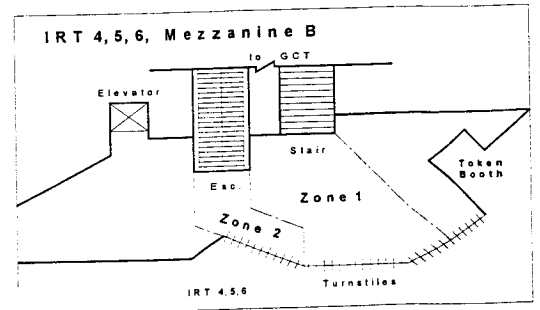 IRT 4,5,6, Mezzanine B
to GCT
Elevator
Stair
Esc.
Token
Booth
Zone 1
Zone 2
Turnstiles
IRT 4,5,6